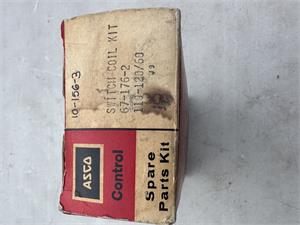 10-156-3
SWITCH COIL KIT
67-176-2
110-120/60
ASCO
Control
Spare
Parts Kit